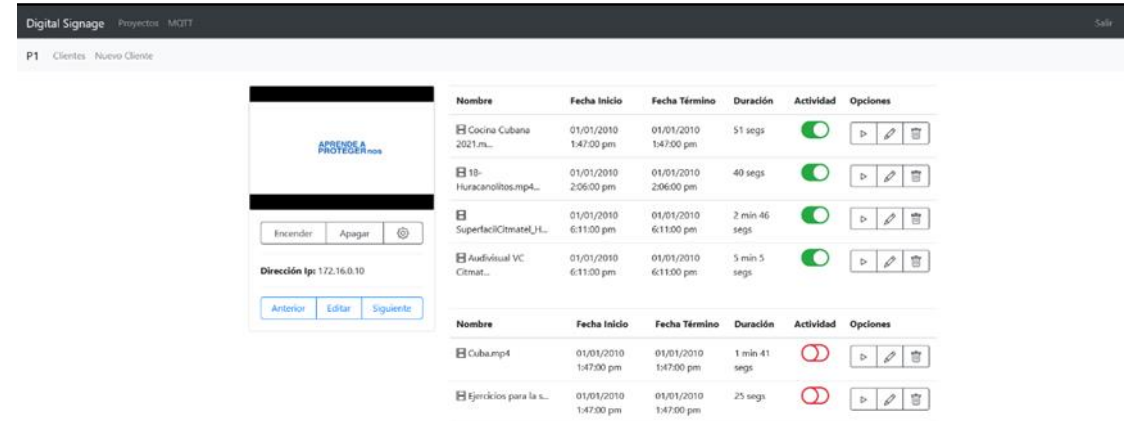 Digital Signage Proyectos MQTT Salir
P1 Clientes Nuevo Cliente
APRENDE A
PROTEGERnos
Encender Apagar
Dirección Ip: 172.16.0.10
Anterior Editar Siguiente
Nombre Fecha Inicio Fecha Término Duración Actividad Opciones
Cocina Cubana 01/01/2010 01/01/2010 51 segs
2021.m... 1:47:00 pm 1:47:00 pm
18- 01/01/2010 01/01/2010 40 segs
Huracanolitos.mp4... 2:06:00 pm 2:06:00 pm
01/01/2010 01/01/2010 2 min 46
SuperfacilCitmatel_H... 6:11:00 pm 6:11:00 pm segs
Audivisual VC 01/01/2010 01/01/2010 5 min 5
Citmat... 6:11:00 pm 6:11:00 pm segs
Nombre Fecha Inicio Fecha Término Duración Actividad Opciones
Cuba.mp4 01/01/2010 01/01/2010 1 min 41
1:47:00 pm 1:47:00 pm segs
Ejercicios para la s... 01/01/2010 01/01/2010 25 segs
1:47:00 pm 1:47:00 pm